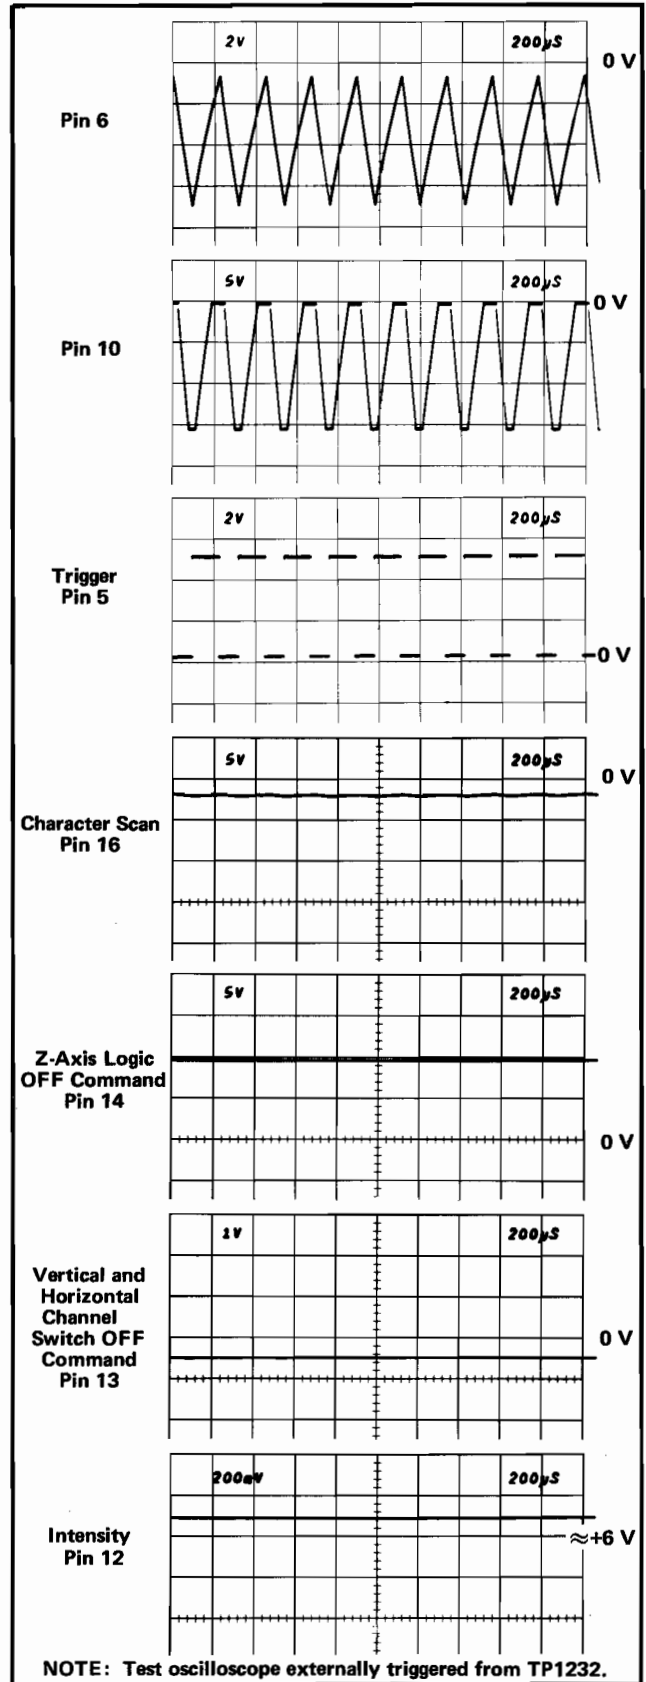 2V 200µS
0 V
Pin 6
5V 200µS
0 V
Pin 10
2V 200µS
Trigger
Pin 5
0 V
5V 200µS
0 V
Character Scan
Pin 16
5V 200µS
Z-Axis Logic
OFF Command
Pin 14
0 V
1V 200µS
Vertical and
Horizontal
Channel
Switch OFF
Command
Pin 13
0 V
200mV 200µS
Intensity
Pin 12
≈+6 V
NOTE: Test oscilloscope externally triggered from TP1232.